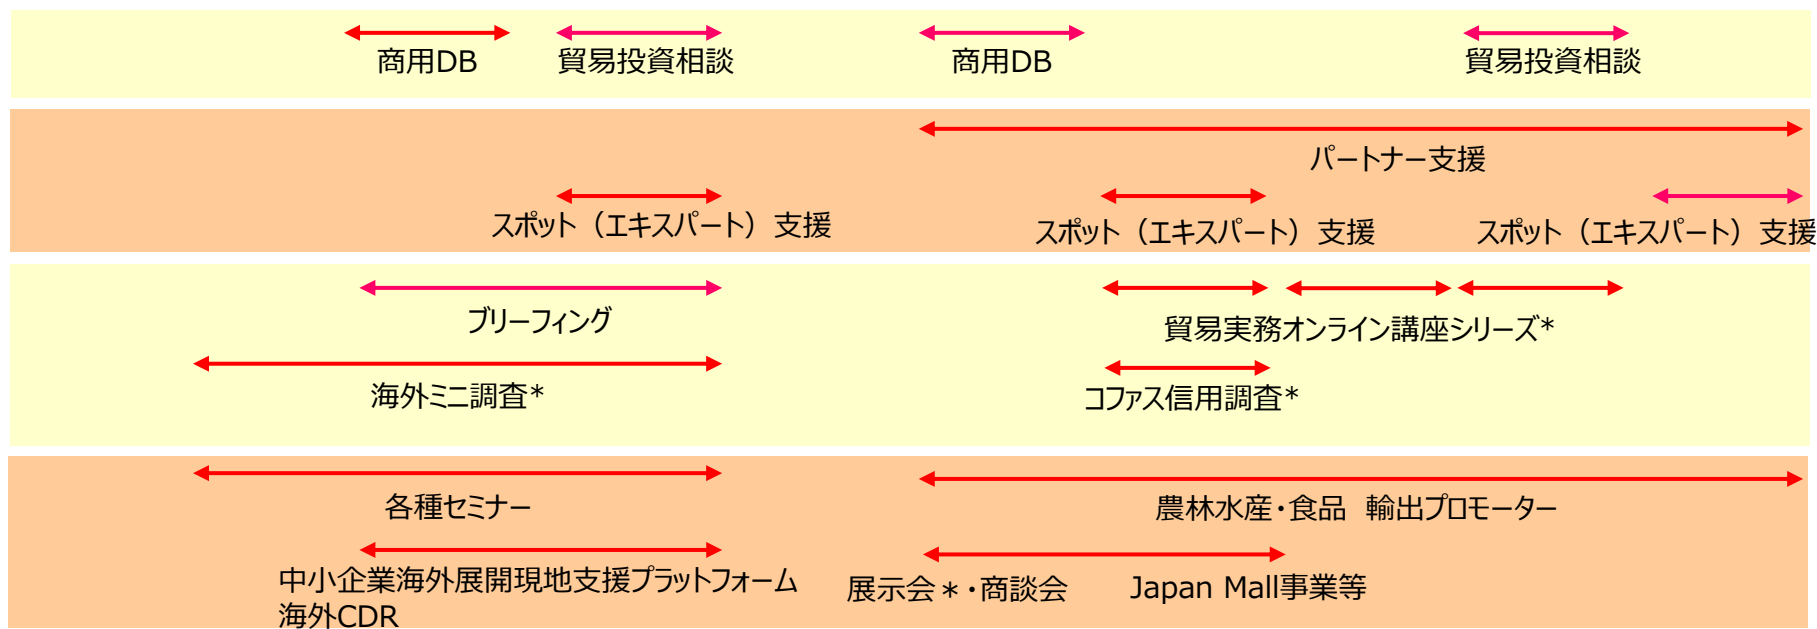 商用DB
貿易投資相談
商用DB
貿易投資相談
パートナー支援
スポット（エキスパート）支援
スポット（エキスパート）支援
スポット（エキスパート）支援
ブリーフィング
貿易実務オンライン講座シリーズ*
海外ミニ調査*
コファス信用調査*
各種セミナー
農林水産・食品　輸出プロモーター
中小企業海外展開現地支援プラットフォーム
海外CDR
展示会＊・商談会
Japan Mall事業等